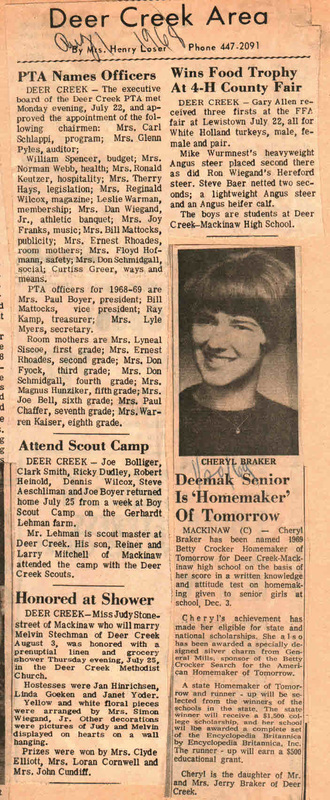 Deer Creek Area
Aug 1 1968
By Mrs. Henry Loser Phone 447-2091
PTA Names Officers
DEER CREEK - The executive
board of the Deer Creek PTA met
Monday evening, July 22, and ap-
proved the appointment of the fol-
lowing chairmen: Mrs. Carl
Schlappi, program; Mrs. Glenn
Pyles, auditor;
William Spencer, budget; Mrs.
Norman Webb, health; Mrs. Ronald
Keutzer, hospitality; Mrs. Therry
Hays, legislation; Mrs. Reginald
Wilcox, magazine; Leslie Warman,
membership; Mrs. Dan Wiegand,
Jr., athletic banquet; Mrs. Joy
Franks, music; Mrs. Bill Mattocks,
publicity; Mrs. Ernest Rhoades,
room mothers; Mrs. Floyd Hof-
mann, safety; Mrs. Don Schmidgall,
social; Curtiss Greer, ways and
means.
PTA officers for 1968-69 are
Mrs. Paul Boyer, president; Bill
Mattocks, vice president; Ray
Kamp, treasurer; Mrs. Lyle
Myers, secretary.
Room mothers are Mrs. Lyneal
Siscoe, first grade; Mrs. Ernest
Rhoades, second grade; Mrs. Don
Fyock, third grade; Mrs. Don
Schmidgall, fourth grade; Mrs.
Magnus Hunziker, fifth grade; Mrs.
Joe Bell, sixth grade; Mrs. Paul
Chaffer, seventh grade; Mrs. War-
ren Kaiser, eighth grade.
Attend Scout Camp
DEER CREEK - Joe Bolliger,
Clark Smith, Ricky Dudley, Robert
Heinold, Dennis Wilcox, Steve
Aeschliman and Joe Boyer returned
home July 25 from a week at Boy
Scout Camp on the Gerhardt
Lehman farm.
Mr. Lehman is scout master at
Deer Creek. His son, Reiner and
Larry Mitchell of Mackinaw
attended the camp with the Deer
Creek Scouts.
Honored at Shower
DEER CREEK - Miss Judy Stone-
street of Mackinaw who will marry
Melvin Stechman of Deer Creek
August 3, was honored with a
prenuptial linen and grocery
shower Thursday evening, July 25,
in the Deer Creek Methodist
Church.
Hostesses were Jan Hinrichsen,
Linda Goeken and Janet Yoder.
Yellow and white floral pieces
were arranged by Mrs. Simon
Wiegand, Jr. Other decorations
were pictures of Judy and Melvin
displayed on hearts on a wall
hanging.
Prizes were won by Mrs. Clyde
Elliott, Mrs. Loran Cornwell and
Mrs. John Cundiff.
Wins Food Trophy
At 4-H County Fair
DEER CREEK - Gary Allen re-
ceived three firsts at the FFA
fair at Lewistown July 22, all for
White Holland turkeys, male, fe-
male and pair.
Mike Wurmnest's heavyweight
Angus steer placed second there
as did Ron Wiegand's Hereford
steer. Steve Baer netted two sec-
onds; a lightweight Angus steer
and an Angus heifer calf.
The boys are students at Deer
Creek-Mackinaw High School.
CHERYL BRAKER
Deemak Senior
Is 'Homemaker'
Of Tomorrow
MACKINAW (C) — Cheryl
Braker has been named 1969
Betty Crocker Homemaker of
Tomorrow for Deer Creek-Mack-
inaw high school on the basis of
her score in a written knowledge
and attitude test on homemak-
ing given to senior girls at
school, Dec. 3.
Cheryl's achievement has
made her eligible for state and
national scholarships. She also
has been awarded a specially de-
signed silver charm from Gen-
eral Mills, sponsor of the Betty
Crocker Search for the Ameri-
can Homemaker of Tomorrow.
A state Homemaker of Tomor-
row and runner - up will be se-
lected from the winners of the
schools in the state. The state
winner will receive a $1,500 col-
lege scholarship, and her school
will be awarded a complete set
of the Encyclopedia Britannica
by Encyclopedia Britannica, Inc.
The runner - up will earn a $500
educational grant.
Cheryl is the daughter of Mr.
and Mrs. Jerry Braker of Deer
Creek.